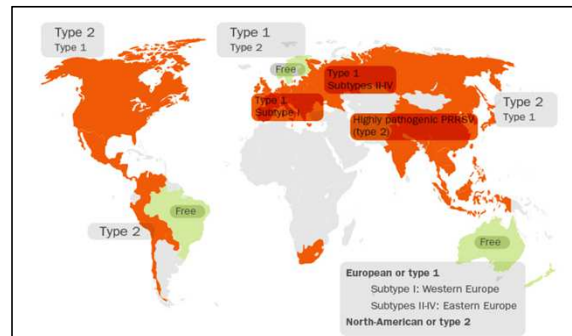 Type 2
Type 1
Type 1
Type 2
Free
Type 1
Subtypes II-IV
Type 1
Subtype I
Type 2
Type 1
Highly pathogenic PRRSV
(type 2)
Free
Type 2
Free
European or type 1
Subtype I: Western Europe
Subtypes II-IV: Eastern Europe
North-American or type 2